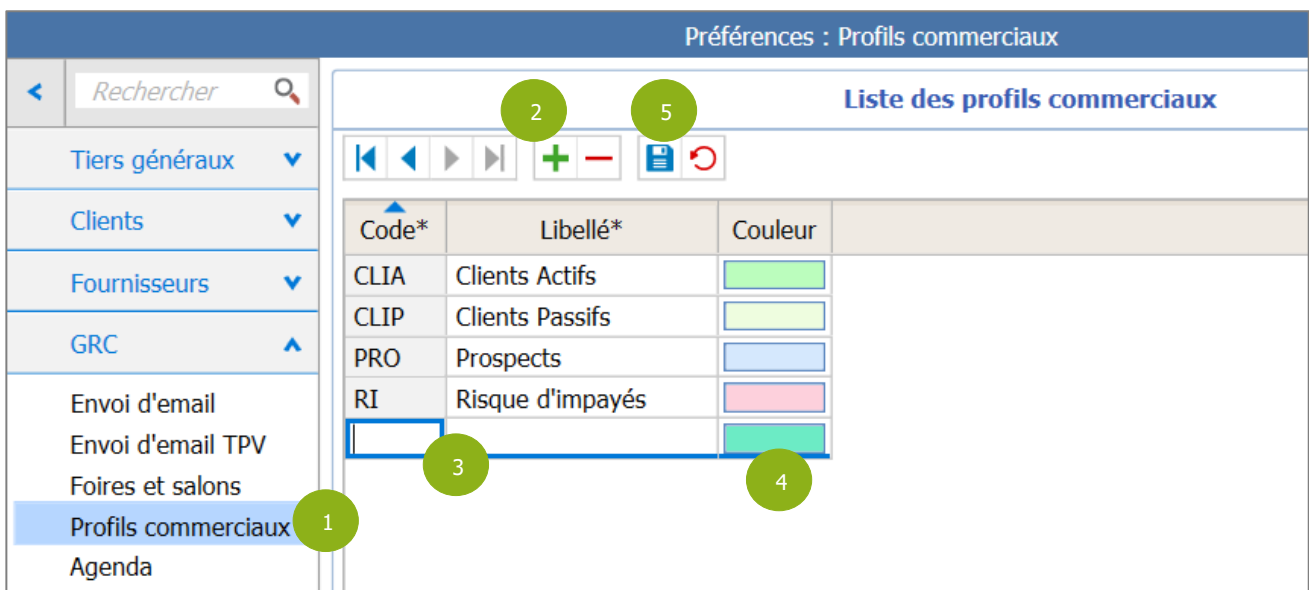 Préférences : Profils commerciaux
Rechercher
Tiers généraux
Clients
Fournisseurs
GRC
Envoi d'email
Envoi d'email TPV
Foires et salons
Profils commerciaux
1
Agenda
Liste des profils commerciaux
2
5
Code* Libellé* Couleur
CLIA Clients Actifs
CLIP Clients Passifs
PRO Prospects
RI Risque d'impayés
3
4